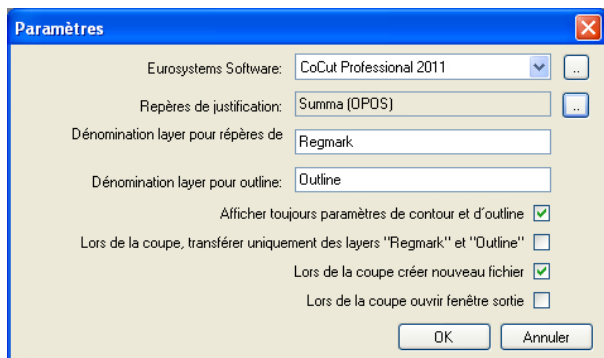 Paramètres
Eurosystems Software: CoCut Professional 2011 ..
Repères de justification: Summa (OPOS) ..
Dénomination layer pour répères de Regmark
Dénomination layer pour outline: Outline
Afficher toujours paramètres de contour et d´outline
Lors de la coupe, transférer uniquement des layers "Regmark" et "Outline"
Lors de la coupe créer nouveau fichier
Lors de la coupe ouvrir fenêtre sortie
OK Annuler